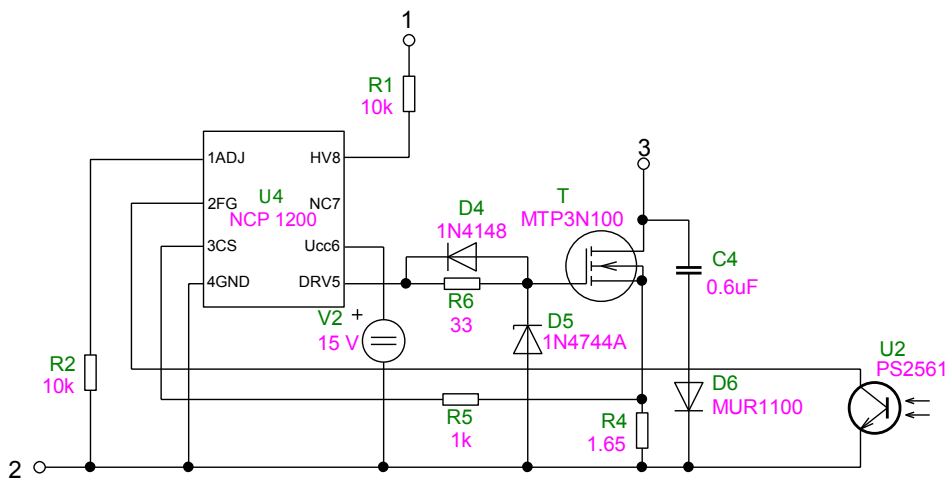 1
R1
10k
3
1ADJ
HV8
U4
2FG
NC7
NCP 1200
3CS
Ucc6
4GND
DRV5
D4
1N4148
T
MTP3N100
R6
33
C4
0.6uF
V2 +
15 V
D5
1N4744A
U2
PS2561
R2
10k
D6
MUR1100
R5
1k
R4
1.65
2